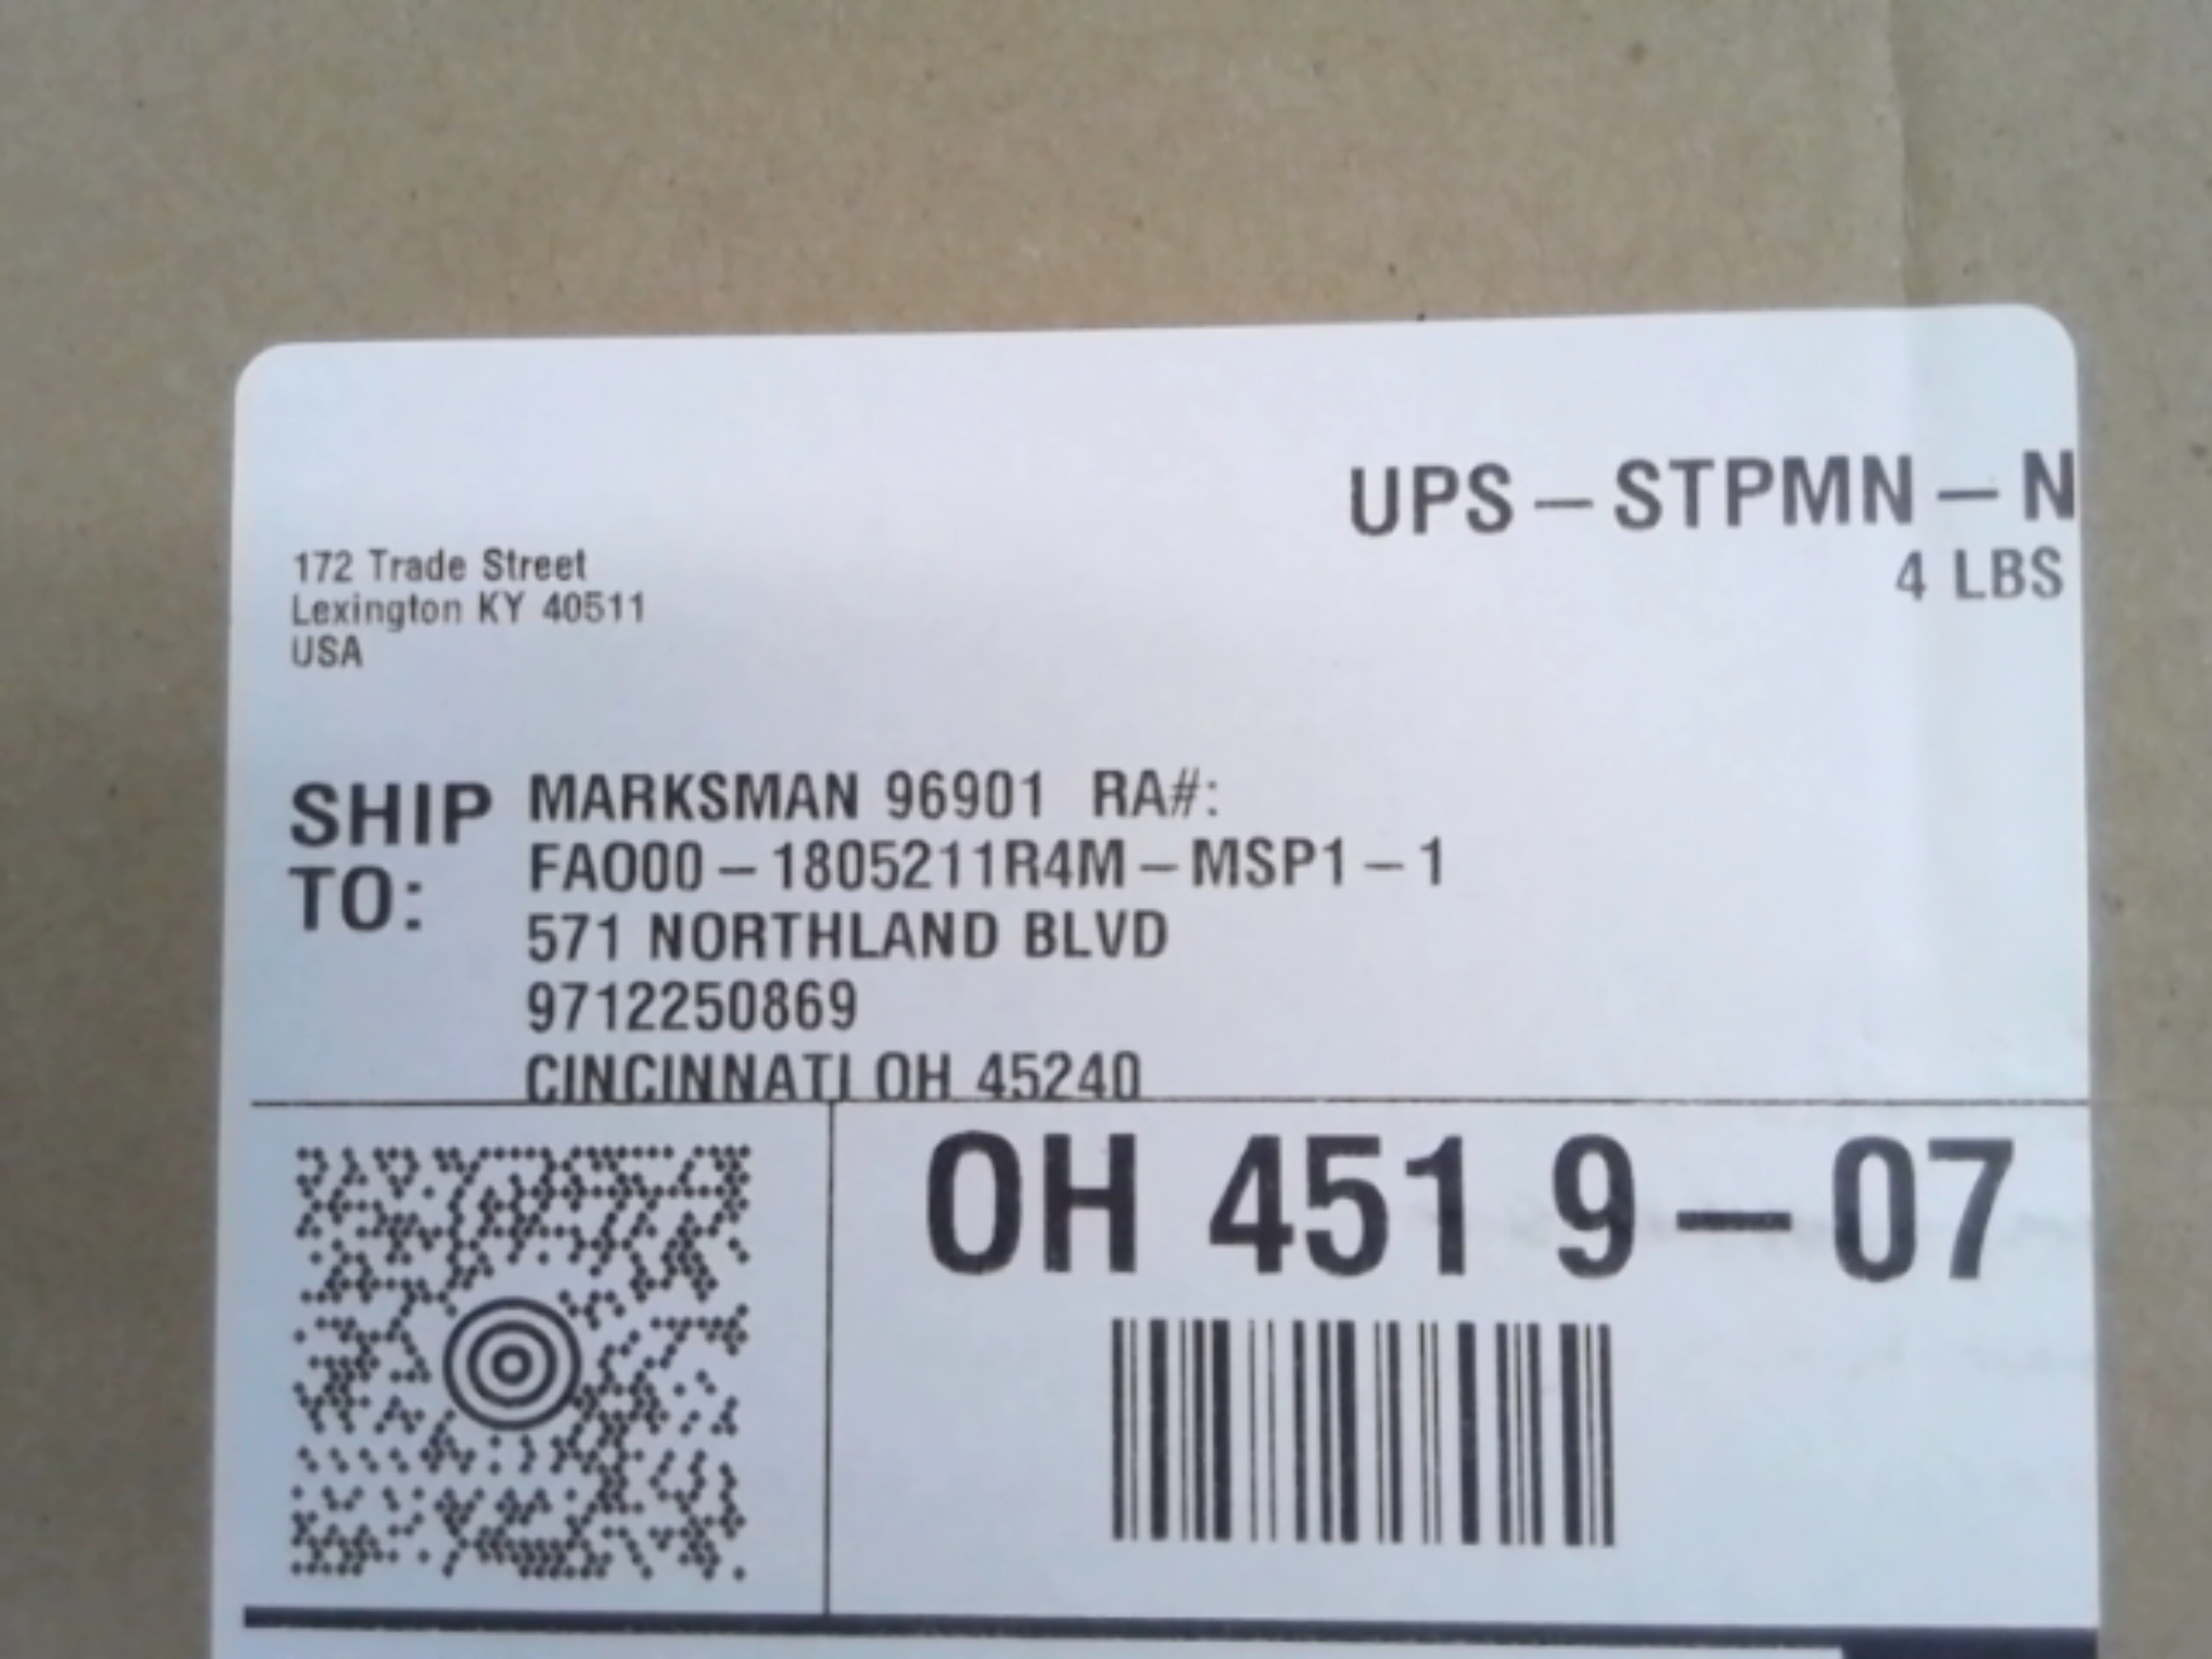 UPS – STPMN – N
4 LBS
172 Trade Street
Lexington KY 40511
USA
SHIP TO:
MARKSMAN 96901 RA#:
FAO00 – 1805211R4M – MSP1 – 1
571 NORTHLAND BLVD
9712250869
CINCINNATI OH 45240
OH 451 9 – 07